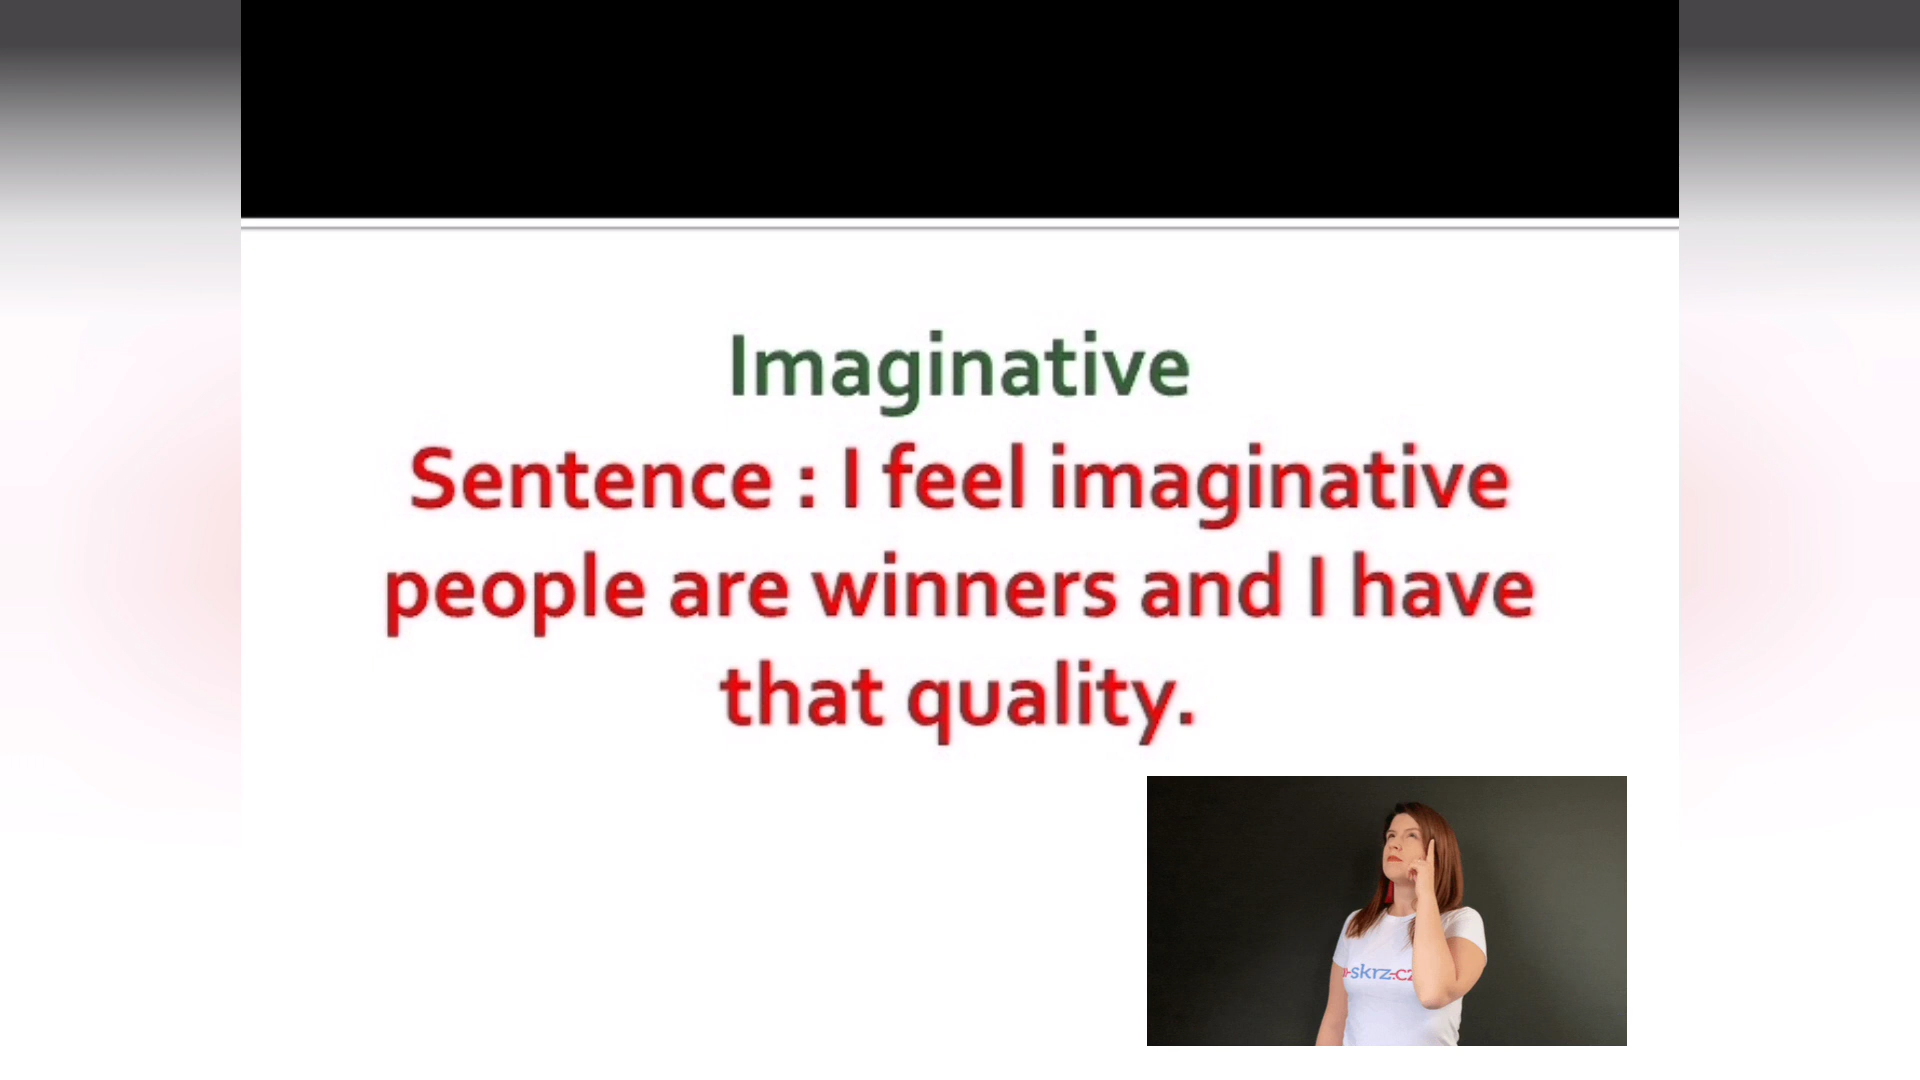 Imaginative
Sentence : I feel imaginative
people are winners and I have
that quality.
-skrz.cz